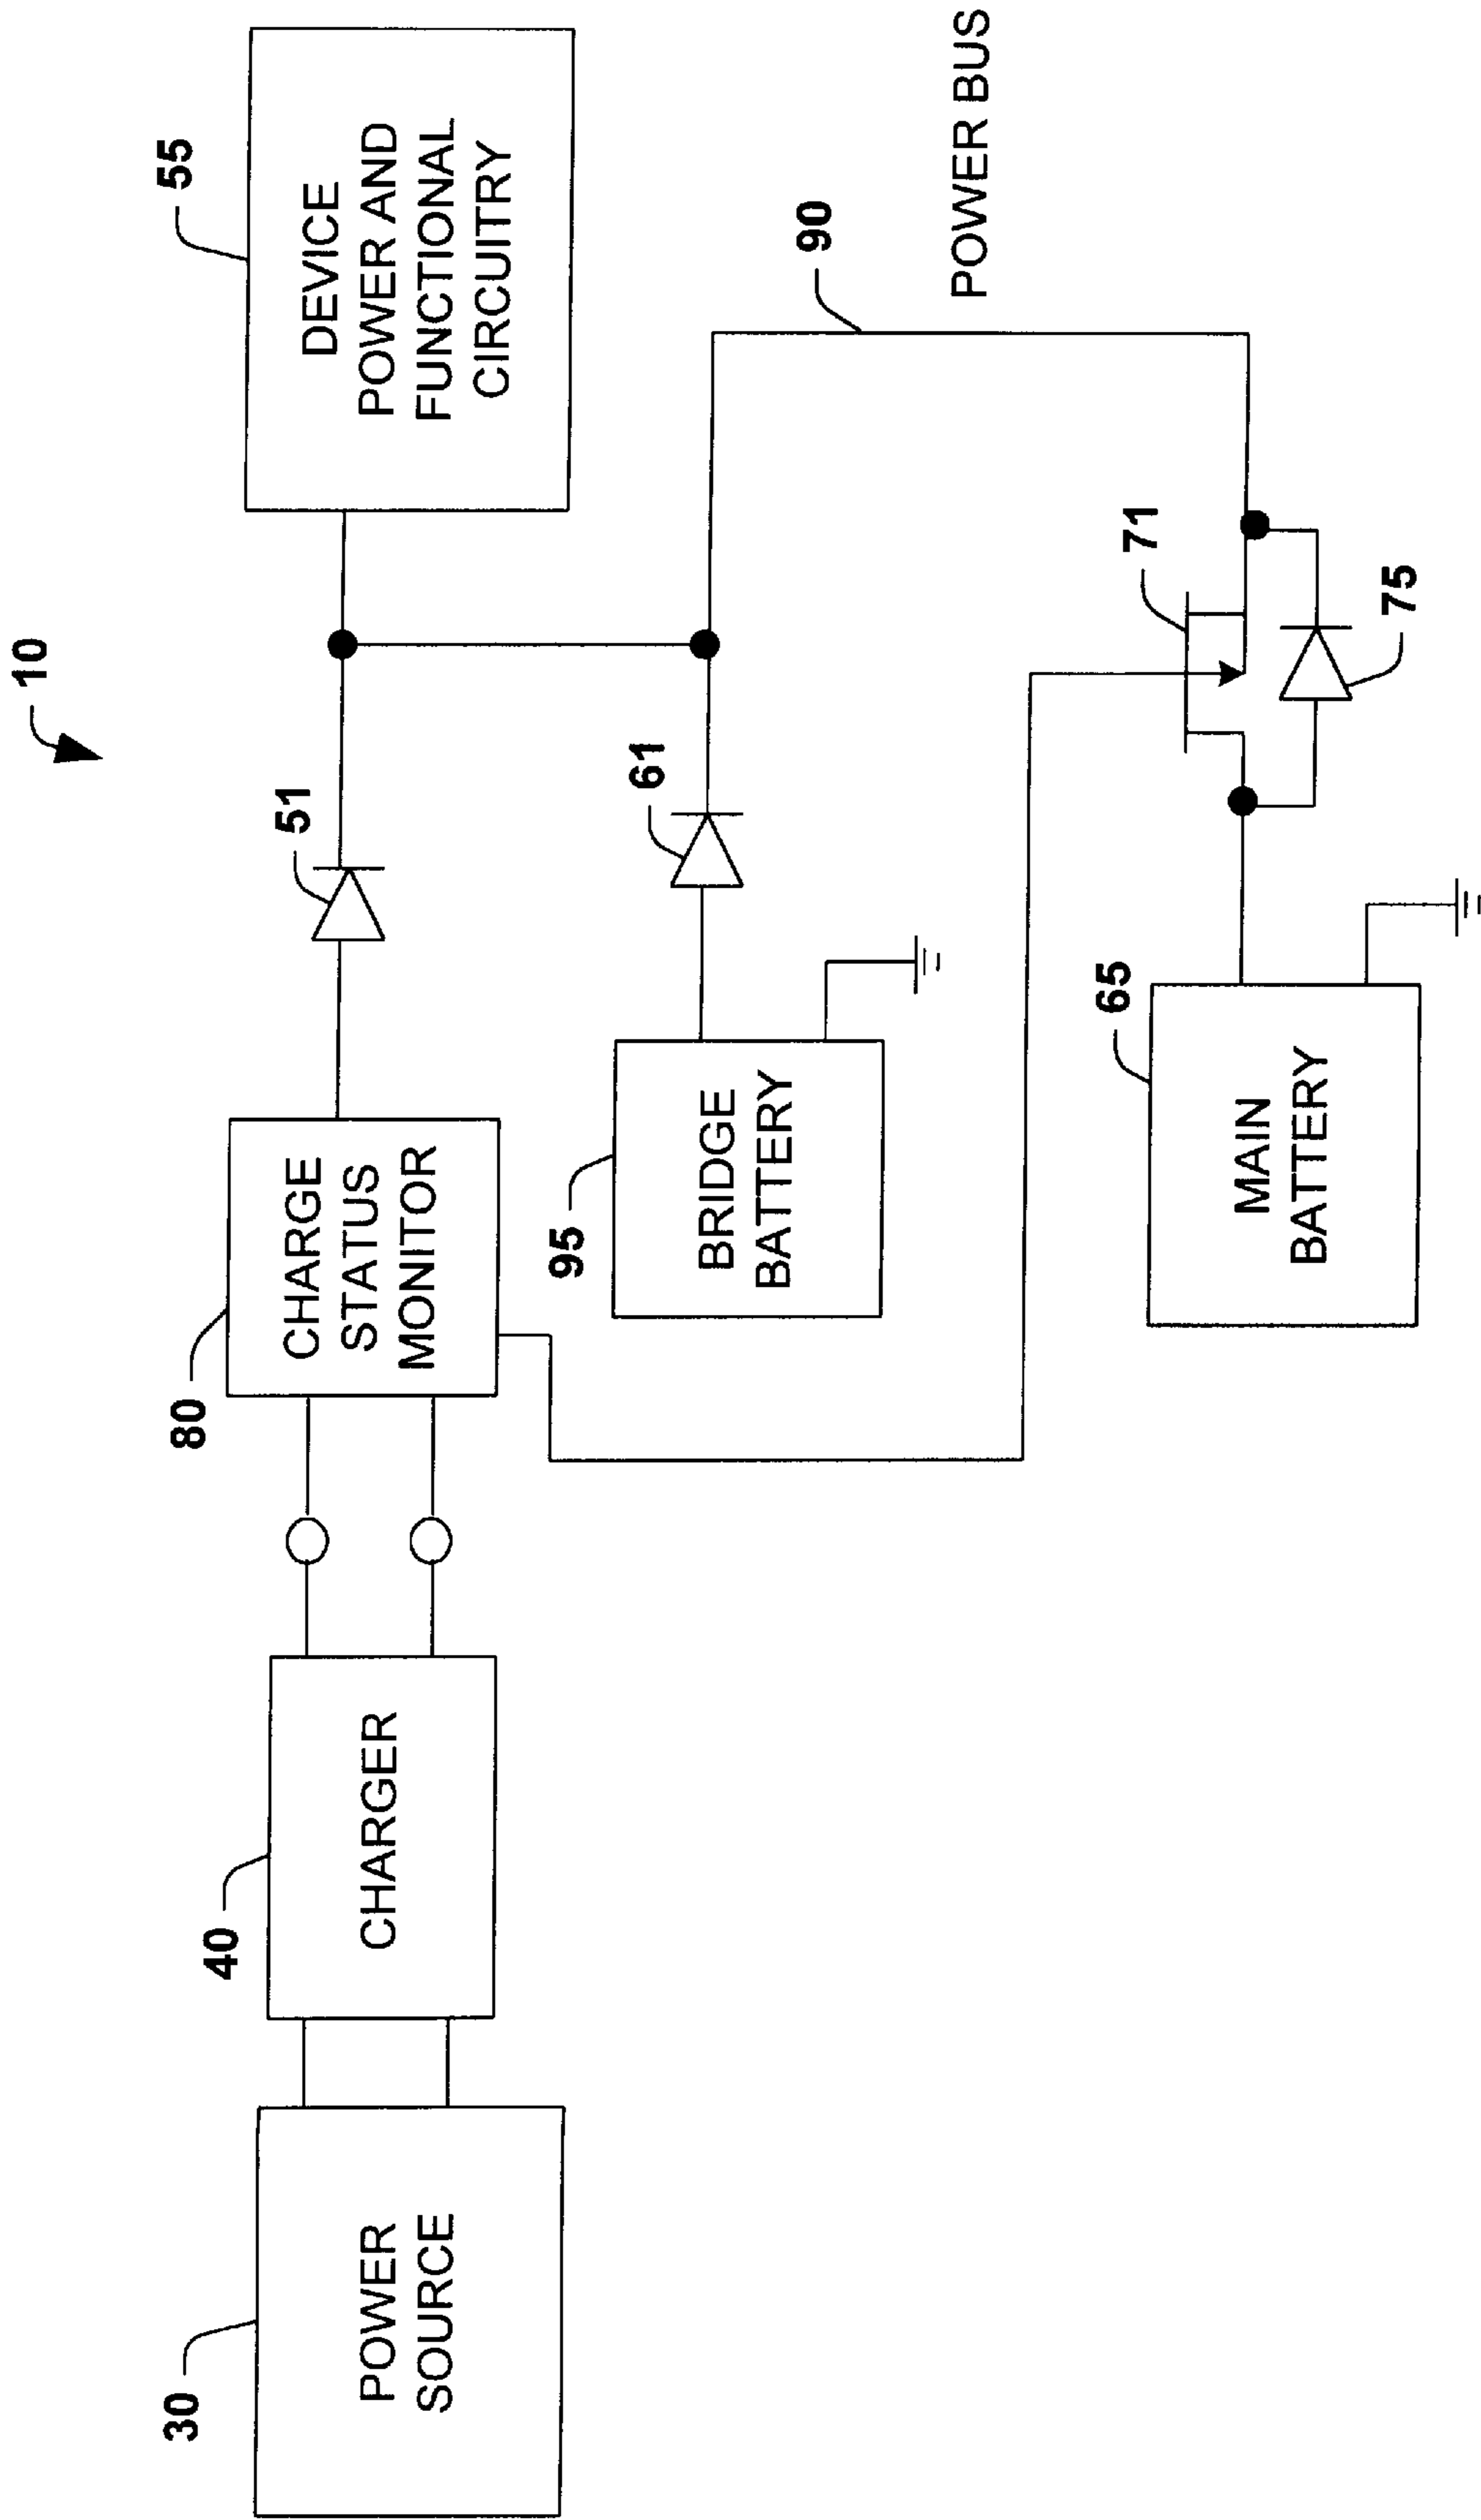 10
30
POWER
SOURCE
40
CHARGER
80
CHARGE
STATUS
MONITOR
51
55
DEVICE
POWER AND
FUNCTIONAL
CIRCUITRY
95
BRIDGE
BATTERY
61
90
POWER BUS
65
MAIN
BATTERY
71
75